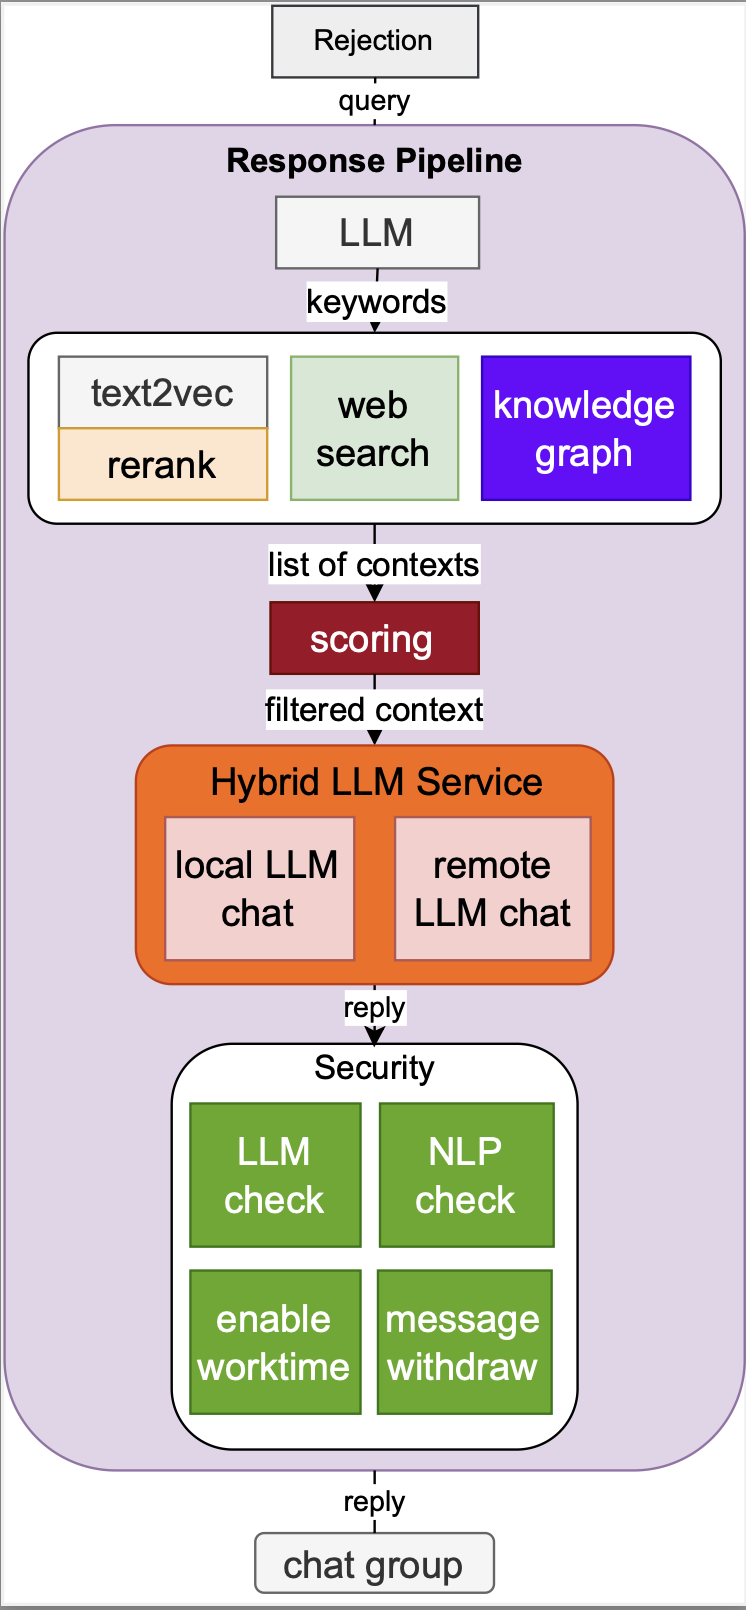 Rejection
query
Response Pipeline
LLM
keywords
text2vec
rerank
web
search
knowledge
graph
list of contexts
scoring
filtered context
Hybrid LLM Service
local LLM
chat
remote
LLM chat
reply
Security
LLM
check
NLP
check
enable
worktime
message
withdraw
reply
chat group